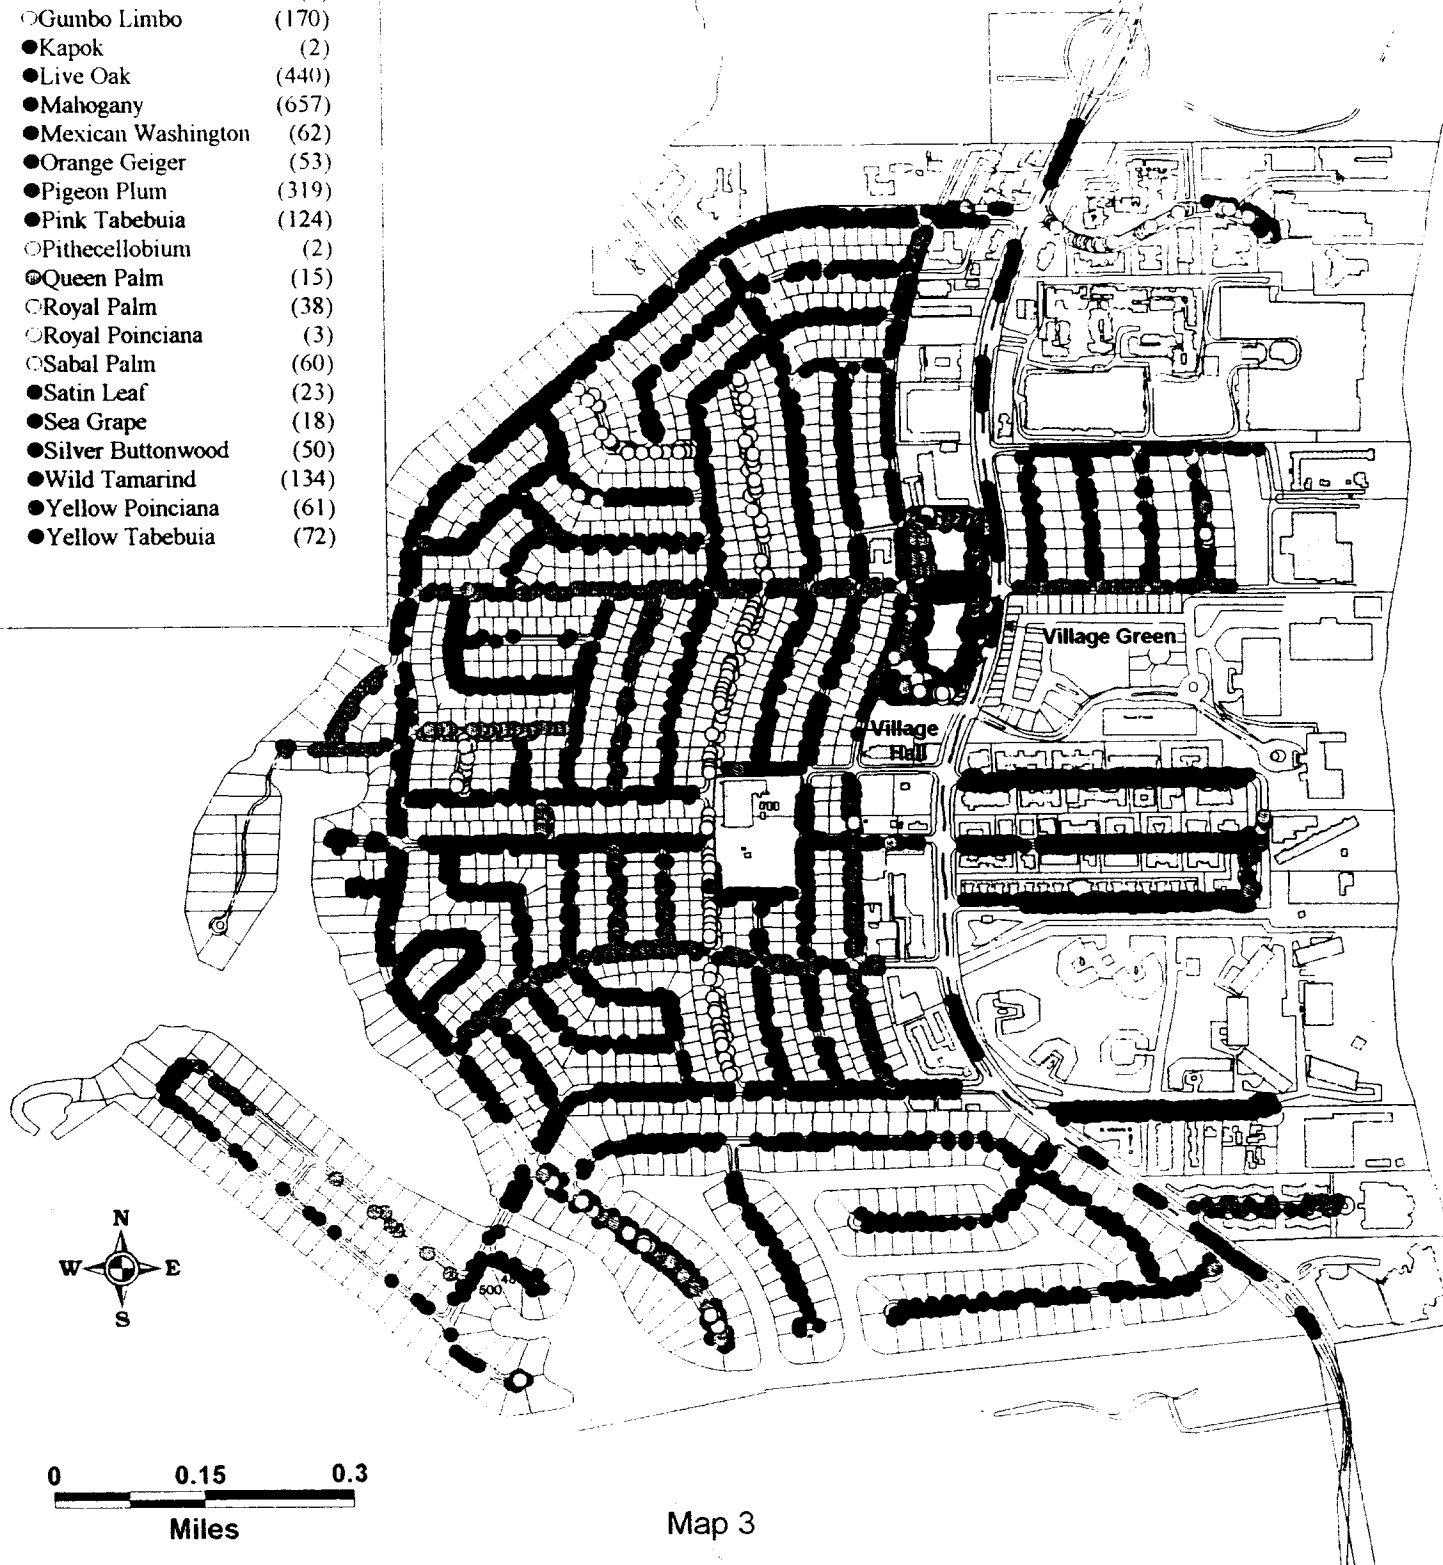 Gumbo Limbo (170)
Kapok (2)
Live Oak (440)
Mahogany (657)
Mexican Washington (62)
Orange Geiger (53)
Pigeon Plum (319)
Pink Tabebuia (124)
Pithecellobium (2)
Queen Palm (15)
Royal Palm (38)
Royal Poinciana (3)
Sabal Palm (60)
Satin Leaf (23)
Sea Grape (18)
Silver Buttonwood (50)
Wild Tamarind (134)
Yellow Poinciana (61)
Yellow Tabebuia (72)
Village Green
Village
Hall
N
W E
S
500
0 0.15 0.3
Miles
Map 3